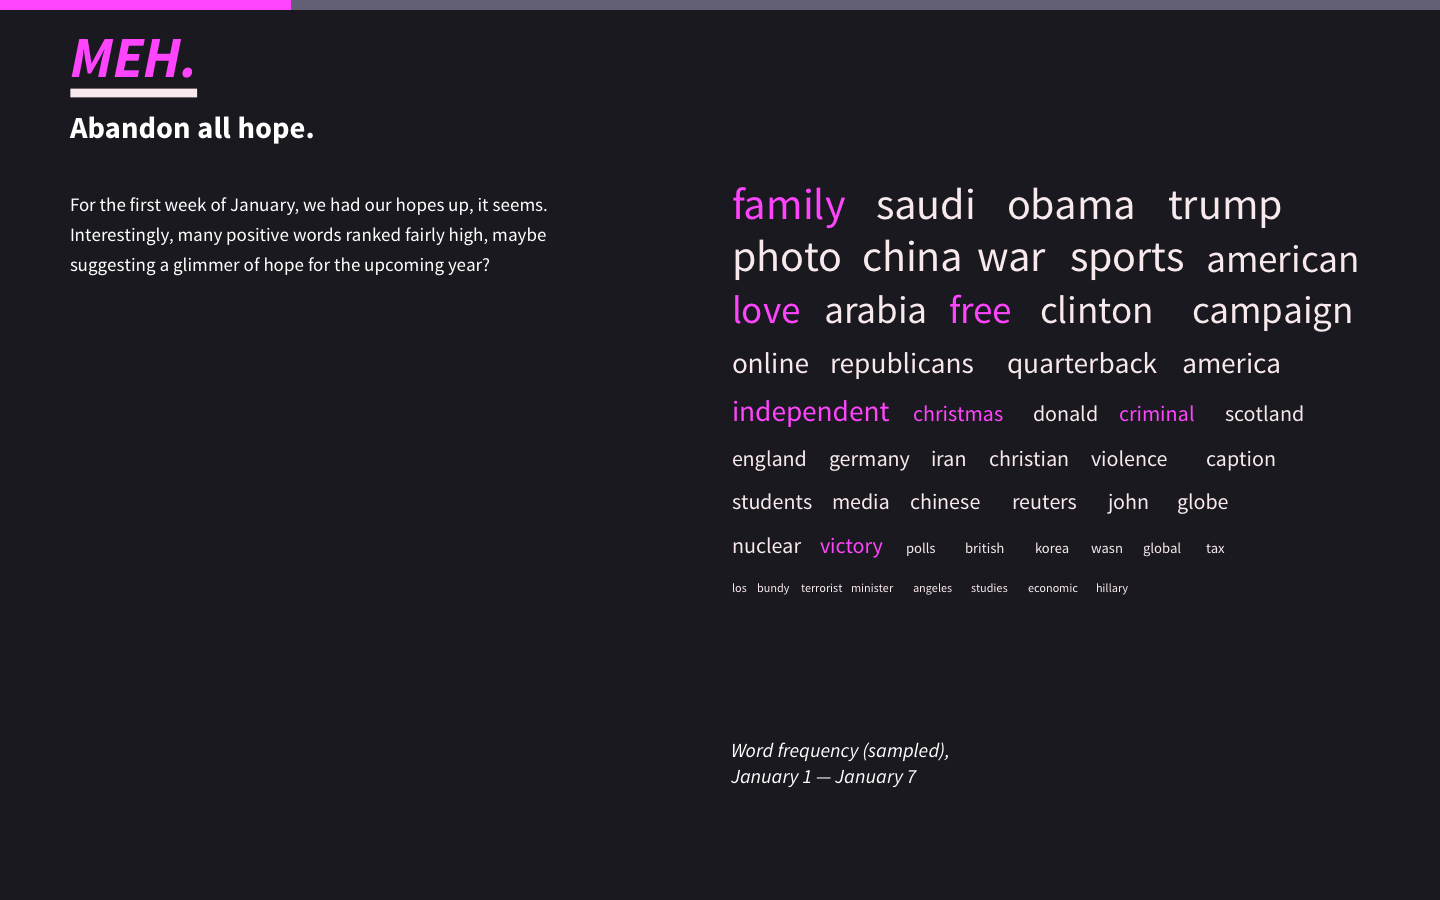 MEH.
Abandon all hope.
For the first week of January, we had our hopes up, it seems.
Interestingly, many positive words ranked fairly high, maybe
suggesting a glimmer of hope for the upcoming year?
family saudi obama trump
photo china war sports american
love arabia free clinton campaign
online republicans quarterback america
independent christmas donald criminal scotland
england germany iran christian violence caption
students media chinese reuters john globe
nuclear victory polls british korea wasn global tax
los bundy terrorist minister angeles studies economic hillary
Word frequency (sampled),
January 1 — January 7